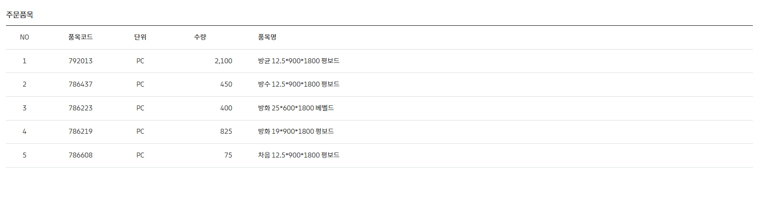 주문품목
NO 품목코드 단위 수량 품목명
1 792013 PC 2,100 방균 12.5*900*1800 평보드
2 786437 PC 450 방수 12.5*900*1800 평보드
3 786223 PC 400 방화 25*600*1800 베벨드
4 786219 PC 825 방화 19*900*1800 평보드
5 786608 PC 75 차음 12.5*900*1800 평보드